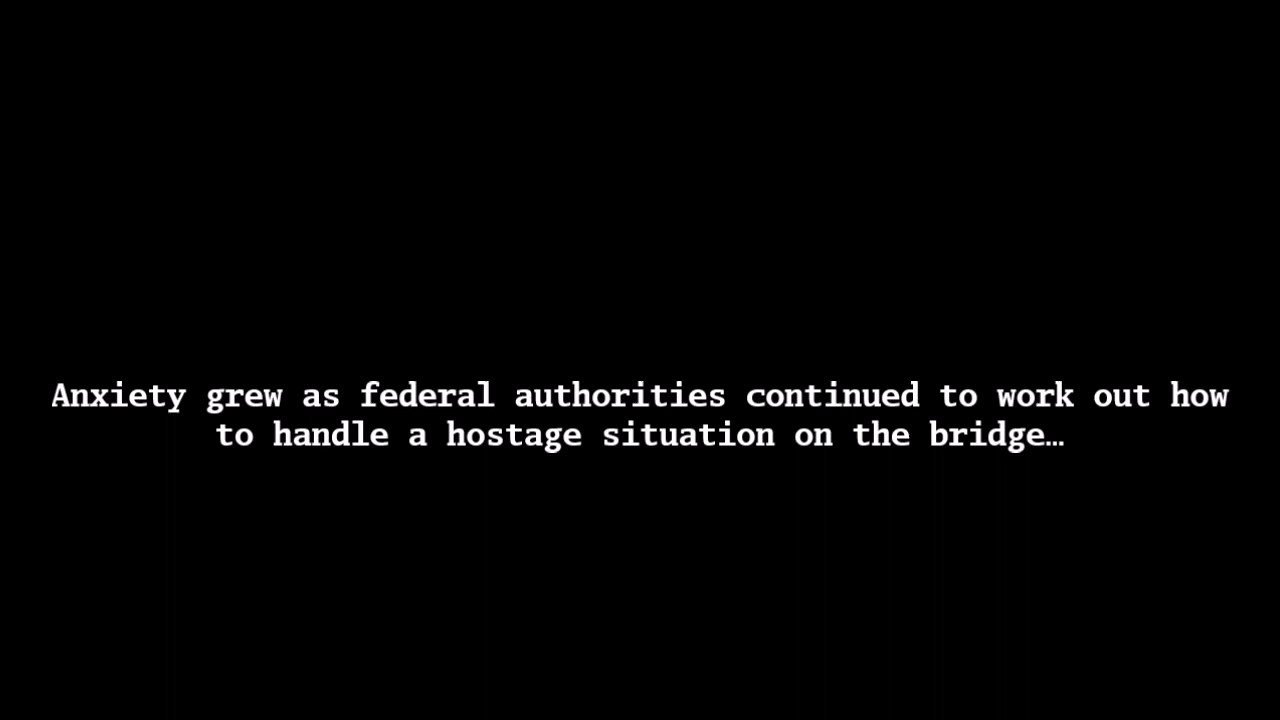 Anxiety grew as federal authorities continued to work out how
to handle a hostage situation on the bridge…